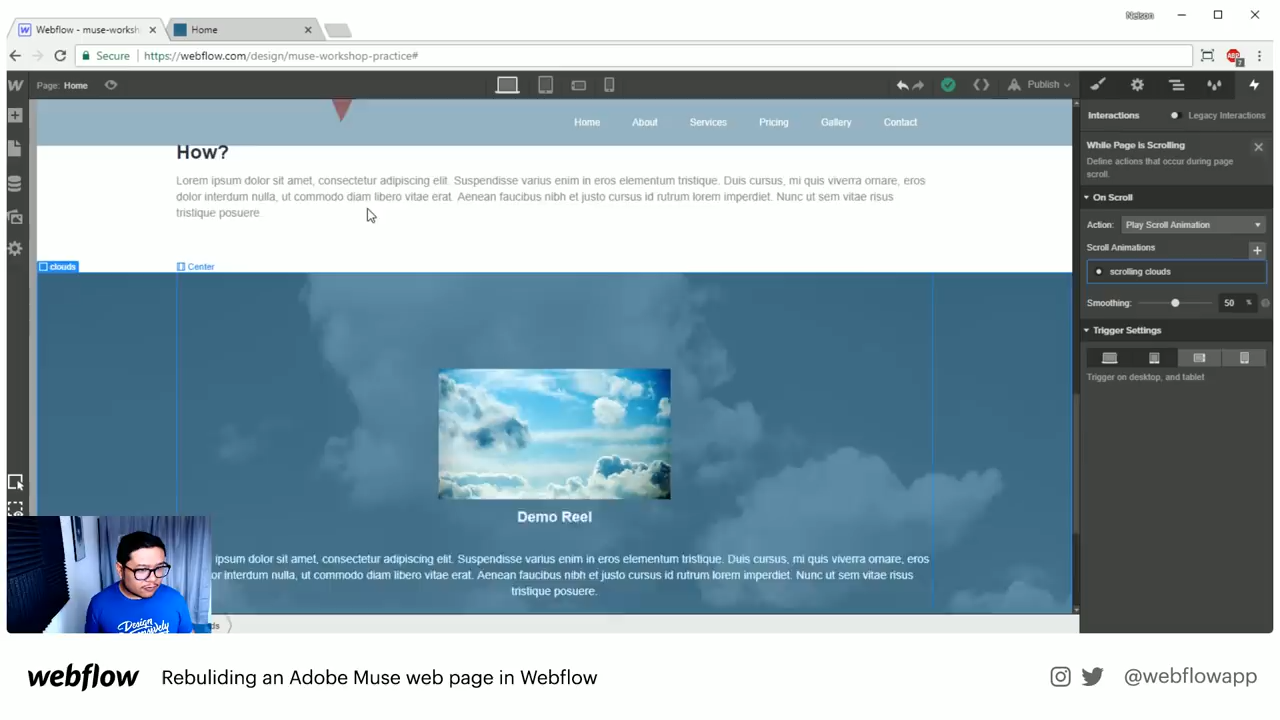 Nelson
Webflow - muse-worksh
Home
Secure https://webflow.com/design/muse-workshop-practice#
Page: Home
Publish
Home About Services Pricing Gallery Contact
How?
Lorem ipsum dolor sit amet, consectetur adipiscing elit. Suspendisse varius enim in eros elementum tristique. Duis cursus, mi quis viverra ornare, eros
dolor interdum nulla, ut commodo diam libero vitae erat. Aenean faucibus nibh et justo cursus id rutrum lorem imperdiet. Nunc ut sem vitae risus
tristique posuere.
clouds
Center
Demo Reel
ipsum dolor sit amet, consectetur adipiscing elit. Suspendisse varius enim in eros elementum tristique. Duis cursus, mi quis viverra ornare, eros
or interdum nulla, ut commodo diam libero vitae erat. Aenean faucibus nibh et justo cursus id rutrum lorem imperdiet. Nunc ut sem vitae risus
tristique posuere.
Interactions
Legacy Interactions
While Page is Scrolling
Define actions that occur during page
scroll.
On Scroll
Action: Play Scroll Animation
Scroll Animations
scrolling clouds
Smoothing: 50 %
Trigger Settings
Trigger on desktop, and tablet
Design
webflow Rebuliding an Adobe Muse web page in Webflow
@webflowapp